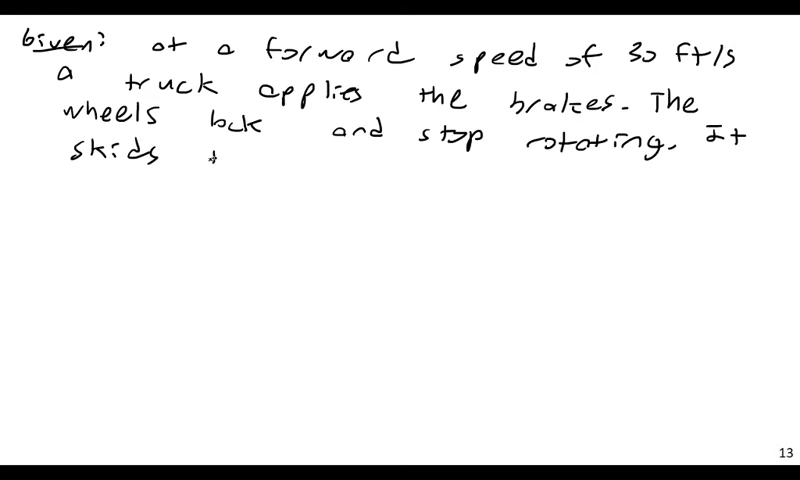 Given: at a forward speed of 30 ft/s
a truck applies the brakes. The
wheels lock and stop rotating. It
skids
13